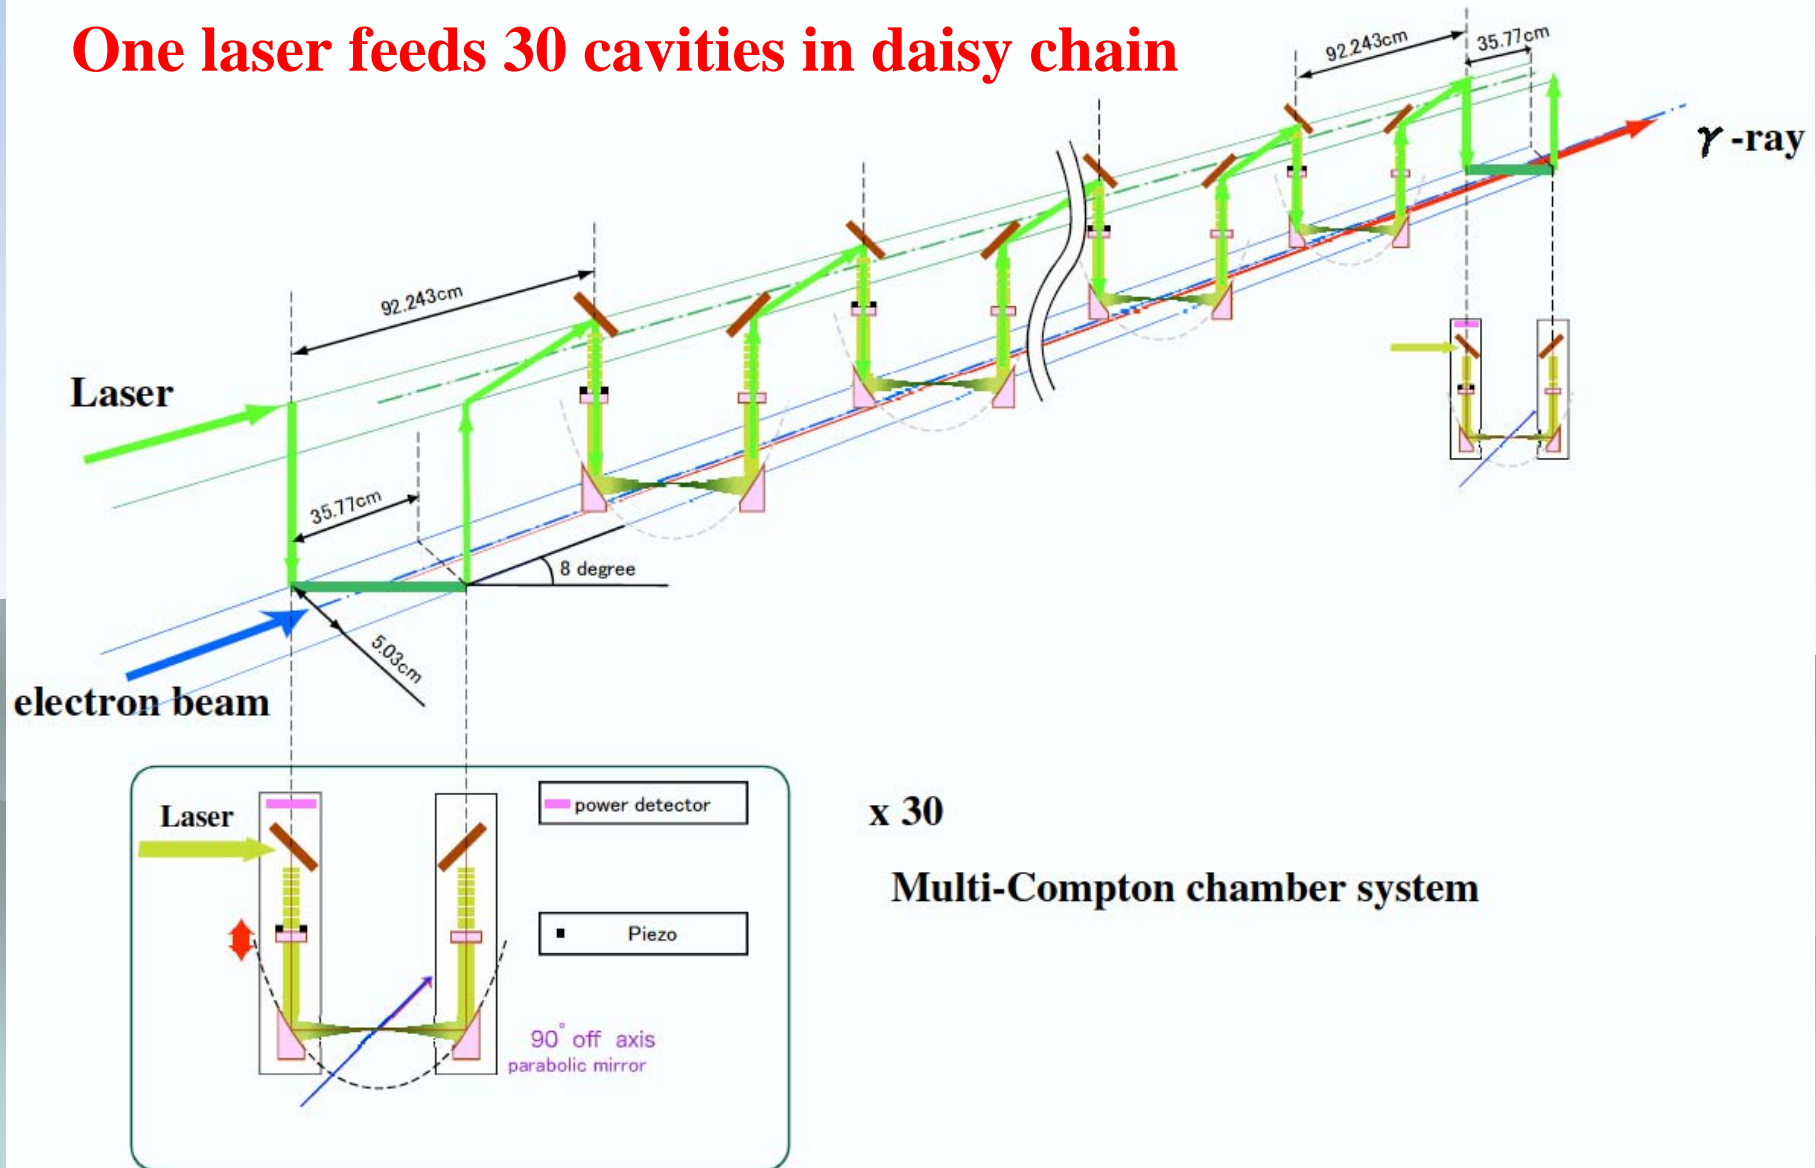 One laser feeds 30 cavities in daisy chain
92.243cm
35.77cm
γ-ray
92.243cm
Laser
35.77cm
8 degree
5.03cm
electron beam
Laser
power detector
x 30
Multi-Compton chamber system
Piezo
90° off axis
parabolic mirror